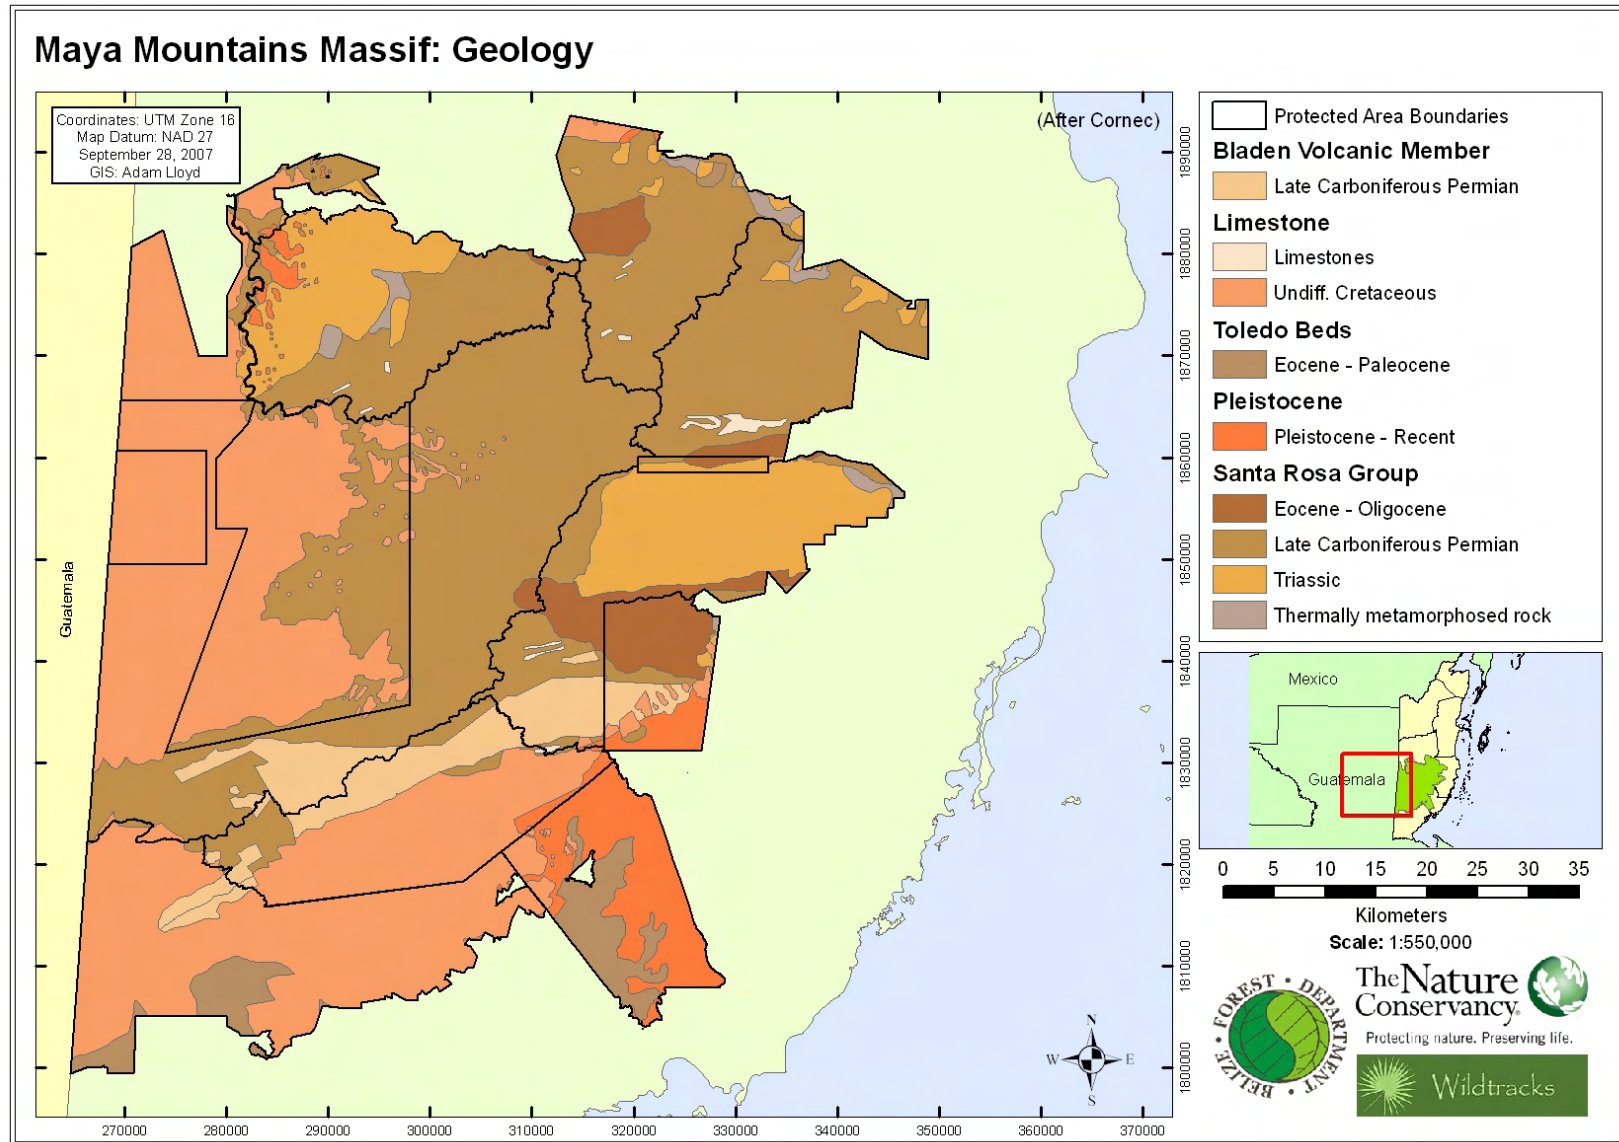 Maya Mountains Massif: Geology
Coordinates: UTM Zone 16
Map Datum: NAD 27
September 28, 2007
GIS: Adam Lloyd
(After Cornec)
Guatemala
1890000
1880000
1870000
1860000
1850000
1840000
1830000
1820000
1810000
1800000
270000 280000 290000 300000 310000 320000 330000 340000 350000 360000 370000
N
W E
S
Protected Area Boundaries
Bladen Volcanic Member
Late Carboniferous Permian
Limestone
Limestones
Undiff. Cretaceous
Toledo Beds
Eocene - Paleocene
Pleistocene
Pleistocene - Recent
Santa Rosa Group
Eocene - Oligocene
Late Carboniferous Permian
Triassic
Thermally metamorphosed rock
Mexico
Guatemala
0 5 10 15 20 25 30 35
Kilometers
Scale: 1:550,000
BELIZE • FOREST • DEPARTMENT
The Nature
Conservancy
Protecting nature. Preserving life.
Wildtracks